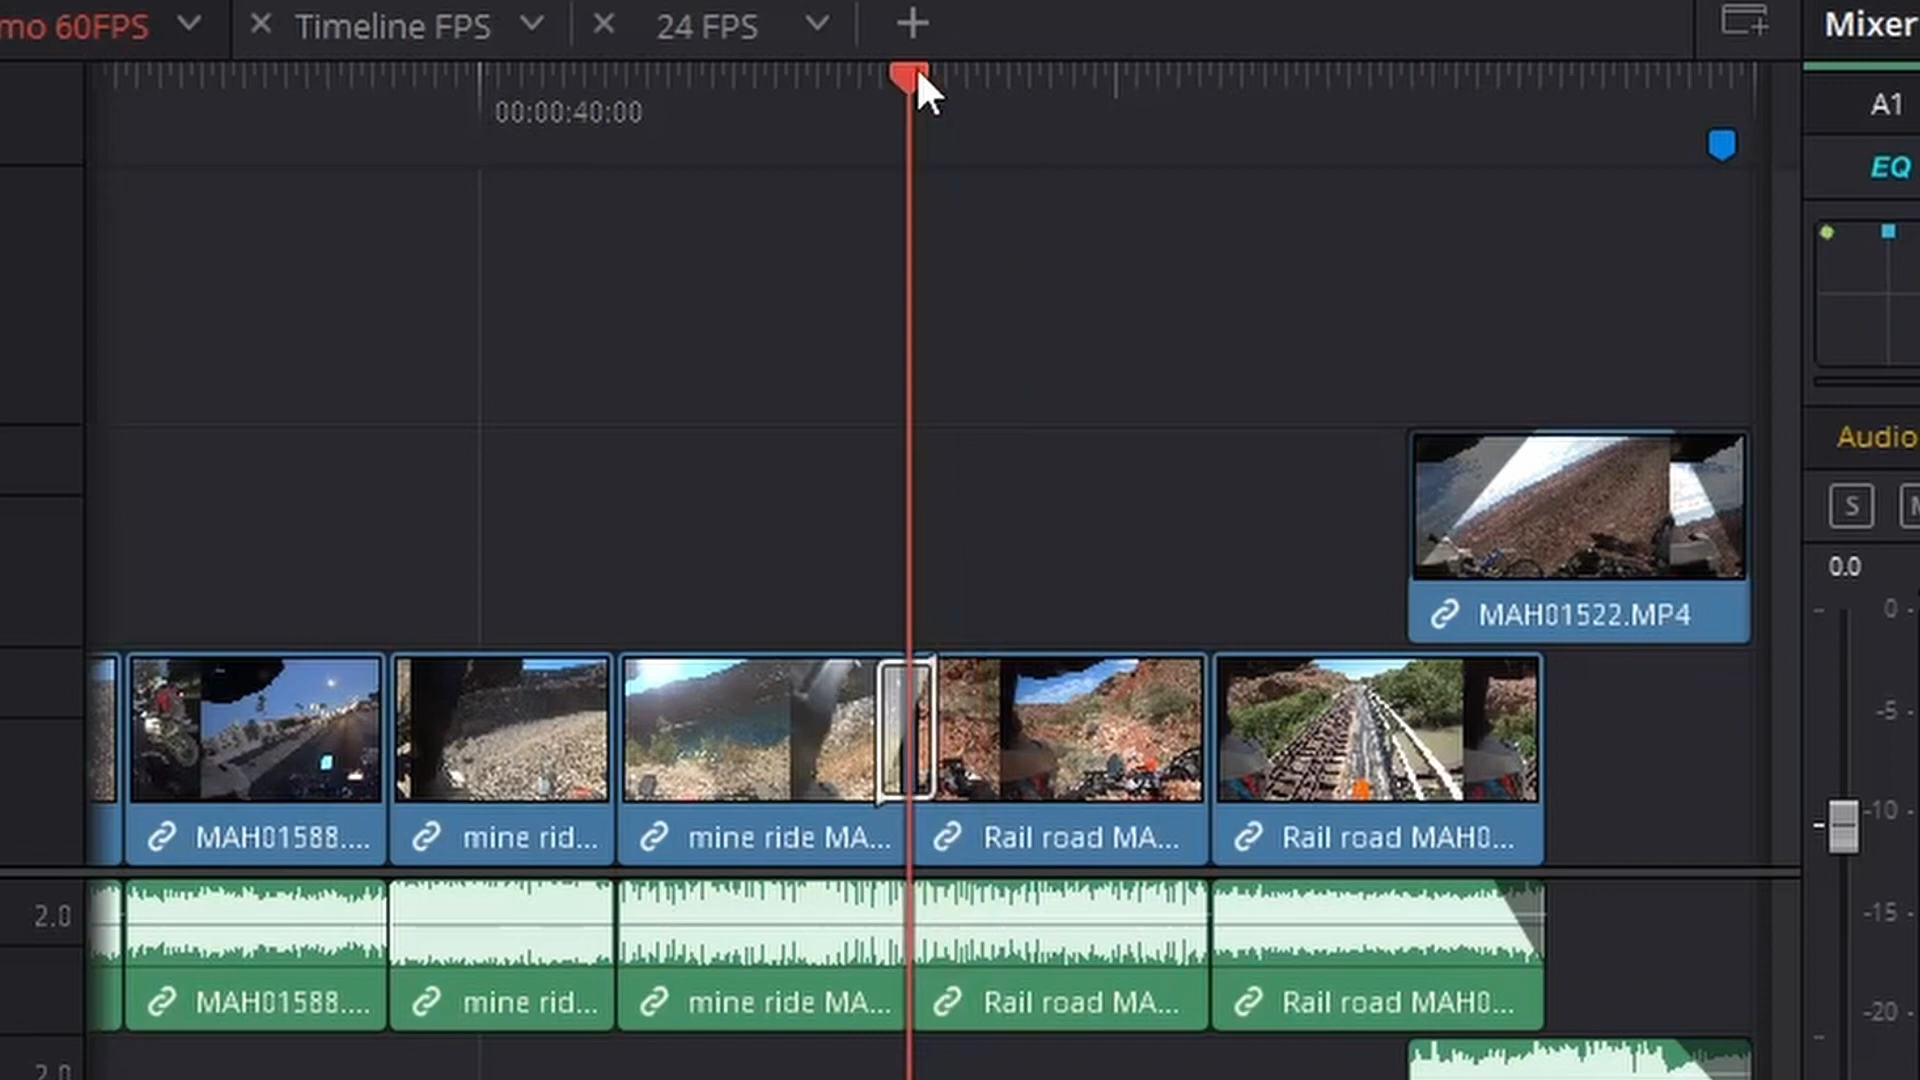 mo 60FPS
Timeline FPS
24 FPS
Mixer
00:00:40:00
A1
EQ
Audio
S
0.0
0
MAH01522.MP4
-5
MAH01588....
mine rid...
mine ride MA...
Rail road MA...
Rail road MAH0...
-10
2.0
-15
MAH01588....
mine rid...
mine ride MA...
Rail road MA...
Rail road MAH0...
-20
2.0